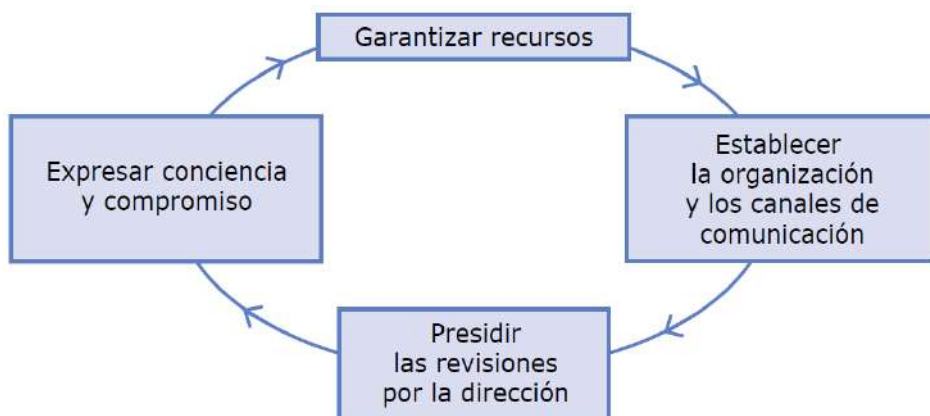 Garantizar recursos
Expresar conciencia
y compromiso
Establecer
la organización
y los canales de
comunicación
Presidir
las revisiones
por la dirección